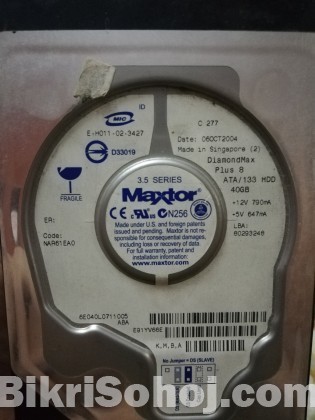 MIC
ID
E-H011-02-3427
D33019
C 277
Date: 06OCT2004
Made in Singapore (2)
DiamondMax
Plus 8
ATA/133 HDD
40GB
+12V 790mA
+5V 647mA
LBA:
80293248
FRAGILE
ER:
Code:
NAR61EA0
3.5 SERIES
Maxtor
CE N256
Made under U.S. and foreign patents
issued and pending. Maxtor is not re-
sponsible for consequential damages,
including loss or recovery of data.
For full warranty, patent, and
installation information:
www.maxtor.com
6E040L0711005
ABA
E91YV66E
K,M,B,A
No Jumper = DS (SLAVE)
BikriSohoj.com